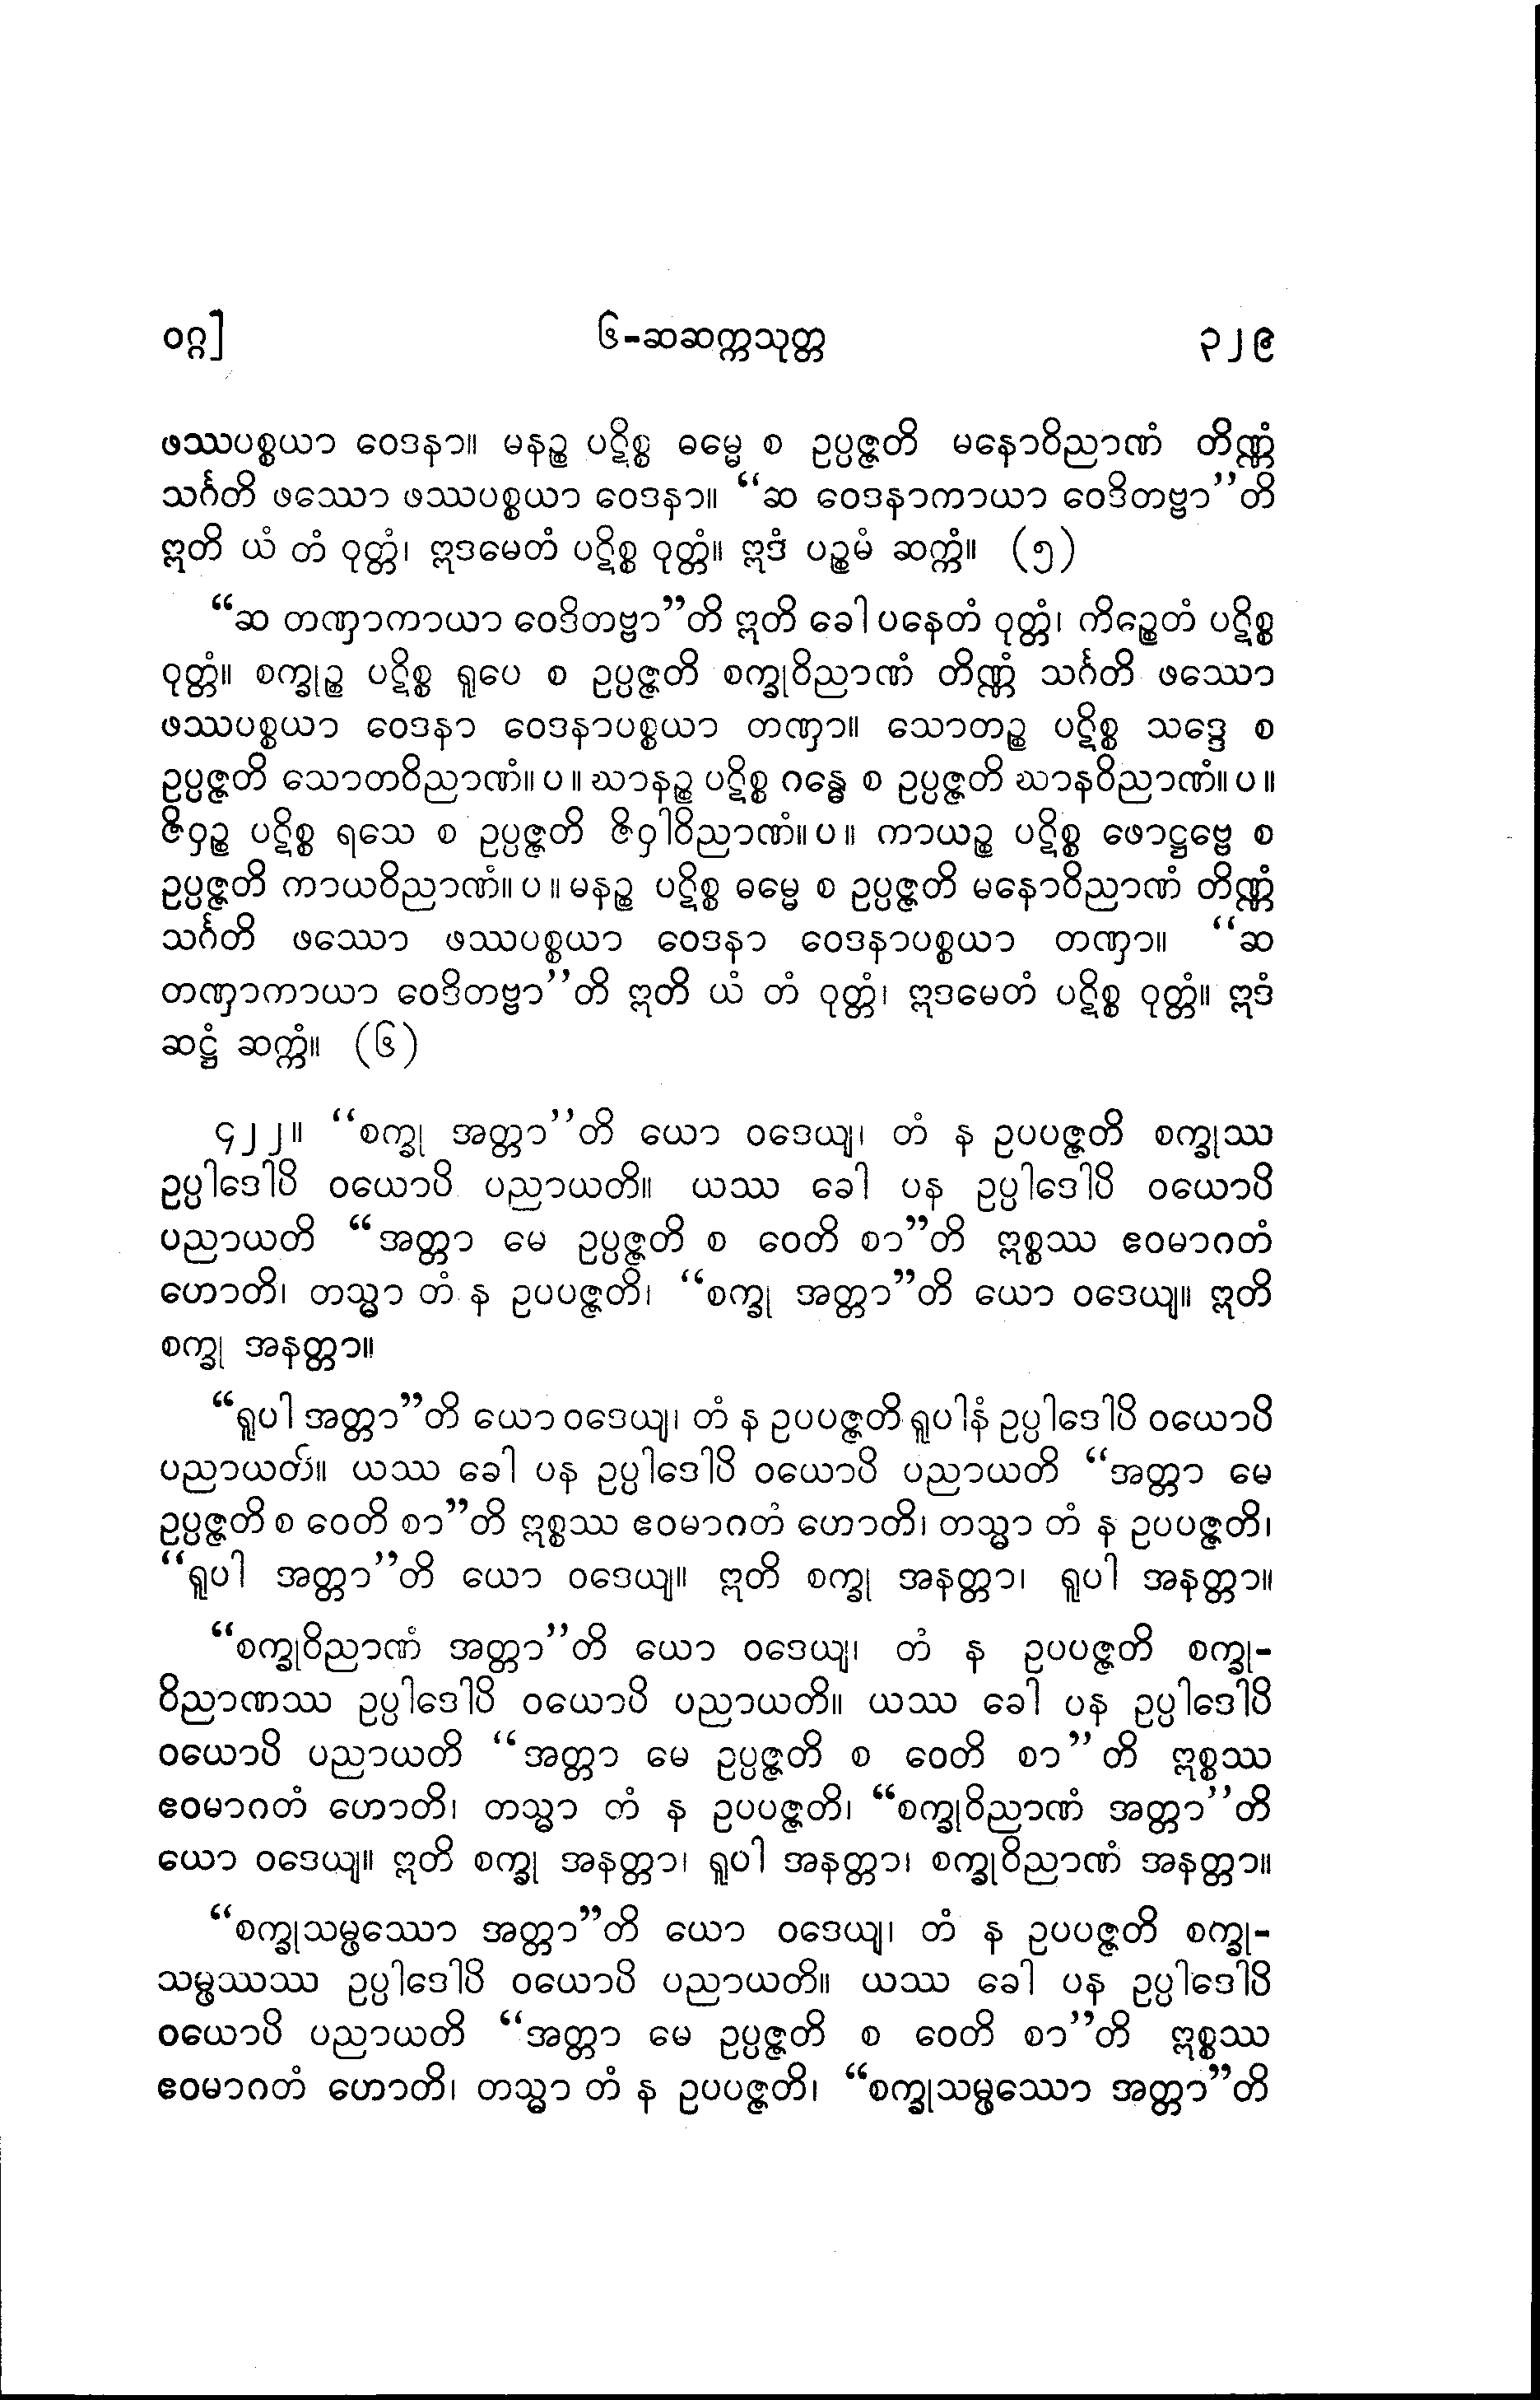 ၀ဂ္ဂ] ၆-ဆဆက္ကသုတ္တ ၃၂၉
ဖဿပစ္စယာ ဝေဒနာ။ မနဉ္စ ပဋိစ္စ ဓမ္မေ စ ဥပ္ပဇ္ဇတိ မနောဝိညာဏံ တိဏ္ဏံ
သင်္ဂတိ ဖဿော ဖဿပစ္စယာ ဝေဒနာ။ “ဆ ဝေဒနာကာယာ ဝေဒိတဗ္ဗာ”တိ
ဣတိ ယံ တံ ဝုတ္တံ၊ ဣဒမေတံ ပဋိစ္စ ဝုတ္တံ။ ဣဒံ ပဉ္စမံ ဆက္ကံ။ (၅)
“ဆ တဏှာကာယာ ဝေဒိတဗ္ဗာ”တိ ဣတိ ခေါ ပနေတံ ဝုတ္တံ၊ ကိဉ္စေတံ ပဋိစ္စ
ဝုတ္တံ။ စက္ခုဉ္စ ပဋိစ္စ ရူပေ စ ဥပ္ပဇ္ဇတိ စက္ခုဝိညာဏံ တိဏ္ဏံ သင်္ဂတိ ဖဿော
ဖဿပစ္စယာ ဝေဒနာ ဝေဒနာပစ္စယာ တဏှာ။ သောတဉ္စ ပဋိစ္စ သဒ္ဒေ စ
ဥပ္ပဇ္ဇတိ သောတဝိညာဏံ။ပ။ ဃာနဉ္စ ပဋိစ္စ ဂန္ဓေ စ ဥပ္ပဇ္ဇတိ ဃာနဝိညာဏံ။ပ။
ဇိဝှဉ္စ ပဋိစ္စ ရသေ စ ဥပ္ပဇ္ဇတိ ဇိဝှါဝိညာဏံ။ပ။ ကာယဉ္စ ပဋိစ္စ ဖောဋ္ဌဗ္ဗေ စ
ဥပ္ပဇ္ဇတိ ကာယဝိညာဏံ။ပ။ မနဉ္စ ပဋိစ္စ ဓမ္မေ စ ဥပ္ပဇ္ဇတိ မနောဝိညာဏံ တိဏ္ဏံ
သင်္ဂတိ ဖဿော ဖဿပစ္စယာ ဝေဒနာ ဝေဒနာပစ္စယာ တဏှာ။ “ဆ
တဏှာကာယာ ဝေဒိတဗ္ဗာ”တိ ဣတိ ယံ တံ ဝုတ္တံ၊ ဣဒမေတံ ပဋိစ္စ ဝုတ္တံ။ ဣဒံ
ဆဋ္ဌံ ဆက္ကံ။ (၆)
၄၂၂။ “စက္ခု အတ္တာ”တိ ယော ဝဒေယျ၊ တံ န ဥပပဇ္ဇတိ စက္ခုဿ
ဥပ္ပါဒေါပိ ဝယောပိ ပညာယတိ။ ယဿ ခေါ ပန ဥပ္ပါဒေါပိ ဝယောပိ
ပညာယတိ “အတ္တာ မေ ဥပ္ပဇ္ဇတိ စ ဝေတိ စာ”တိ ဣစ္စဿ ဧဝမာဂတံ
ဟောတိ၊ တသ္မာ တံ န ဥပပဇ္ဇတိ၊ “စက္ခု အတ္တာ”တိ ယော ဝဒေယျ။ ဣတိ
စက္ခု အနတ္တာ။
“ရူပါ အတ္တာ”တိ ယော ဝဒေယျ၊ တံ န ဥပပဇ္ဇတိ ရူပါနံ ဥပ္ပါဒေါပိ ဝယောပိ
ပညာယတိ။ ယဿ ခေါ ပန ဥပ္ပါဒေါပိ ဝယောပိ ပညာယတိ “အတ္တာ မေ
ဥပ္ပဇ္ဇတိ စ ဝေတိ စာ”တိ ဣစ္စဿ ဧဝမာဂတံ ဟောတိ၊ တသ္မာ တံ န ဥပပဇ္ဇတိ၊
“ရူပါ အတ္တာ”တိ ယော ဝဒေယျ။ ဣတိ စက္ခု အနတ္တာ၊ ရူပါ အနတ္တာ။
“စက္ခုဝိညာဏံ အတ္တာ”တိ ယော ဝဒေယျ၊ တံ န ဥပပဇ္ဇတိ စက္ခု-
ဝိညာဏဿ ဥပ္ပါဒေါပိ ဝယောပိ ပညာယတိ။ ယဿ ခေါ ပန ဥပ္ပါဒေါပိ
ဝယောပိ ပညာယတိ “အတ္တာ မေ ဥပ္ပဇ္ဇတိ စ ဝေတိ စာ”တိ ဣစ္စဿ
ဧဝမာဂတံ ဟောတိ၊ တသ္မာ တံ န ဥပပဇ္ဇတိ၊ “စက္ခုဝိညာဏံ အတ္တာ”တိ
ယော ဝဒေယျ။ ဣတိ စက္ခု အနတ္တာ၊ ရူပါ အနတ္တာ၊ စက္ခုဝိညာဏံ အနတ္တာ။
“စက္ခုသမ္ဖဿော အတ္တာ”တိ ယော ဝဒေယျ၊ တံ န ဥပပဇ္ဇတိ စက္ခု-
သမ္ဖဿဿ ဥပ္ပါဒေါပိ ဝယောပိ ပညာယတိ။ ယဿ ခေါ ပန ဥပ္ပါဒေါပိ
ဝယောပိ ပညာယတိ “အတ္တာ မေ ဥပ္ပဇ္ဇတိ စ ဝေတိ စာ”တိ ဣစ္စဿ
ဧဝမာဂတံ ဟောတိ၊ တသ္မာ တံ န ဥပပဇ္ဇတိ၊ “စက္ခုသမ္ဖဿော အတ္တာ”တိ